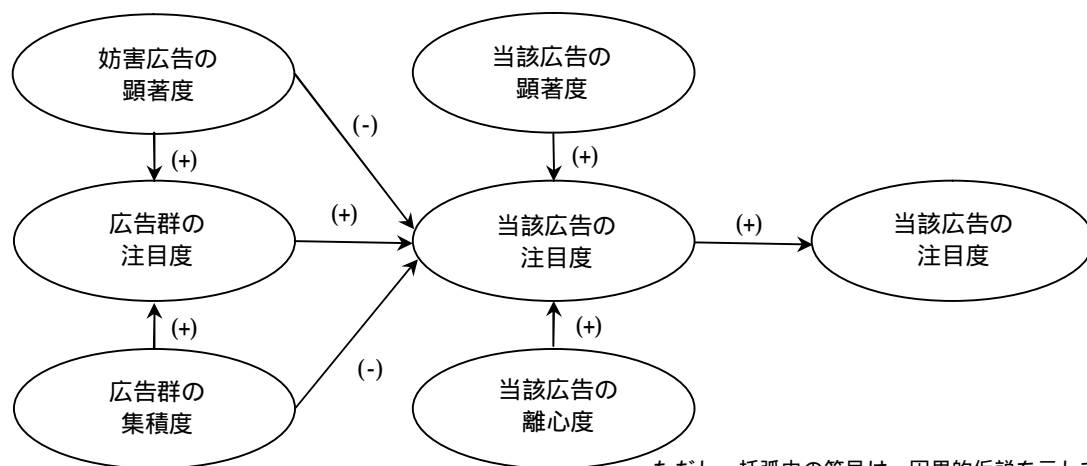 妨害広告の
顕著度
当該広告の
顕著度
(-)
(+)
(+)
広告群の
注目度
(+)
当該広告の
注目度
(+)
当該広告の
注目度
(+)
(+)
(-)
広告群の
集積度
当該広告の
離心度